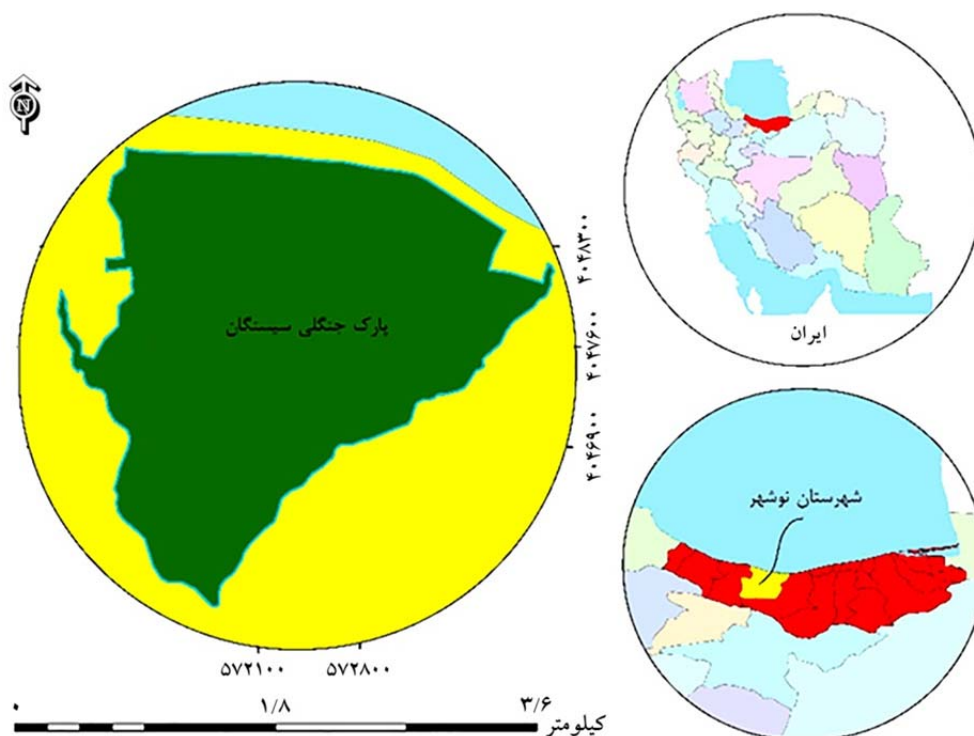 N
پارک جنگلی سیسنگان
۴۰۴۸۳۰۰
۴۰۴۷۶۰۰
۴۰۴۶۹۰۰
۵۷۲۱۰۰
۵۷۲۸۰۰
۰
۱/۸
۳/۶
کیلومتر
ایران
شهرستان نوشهر